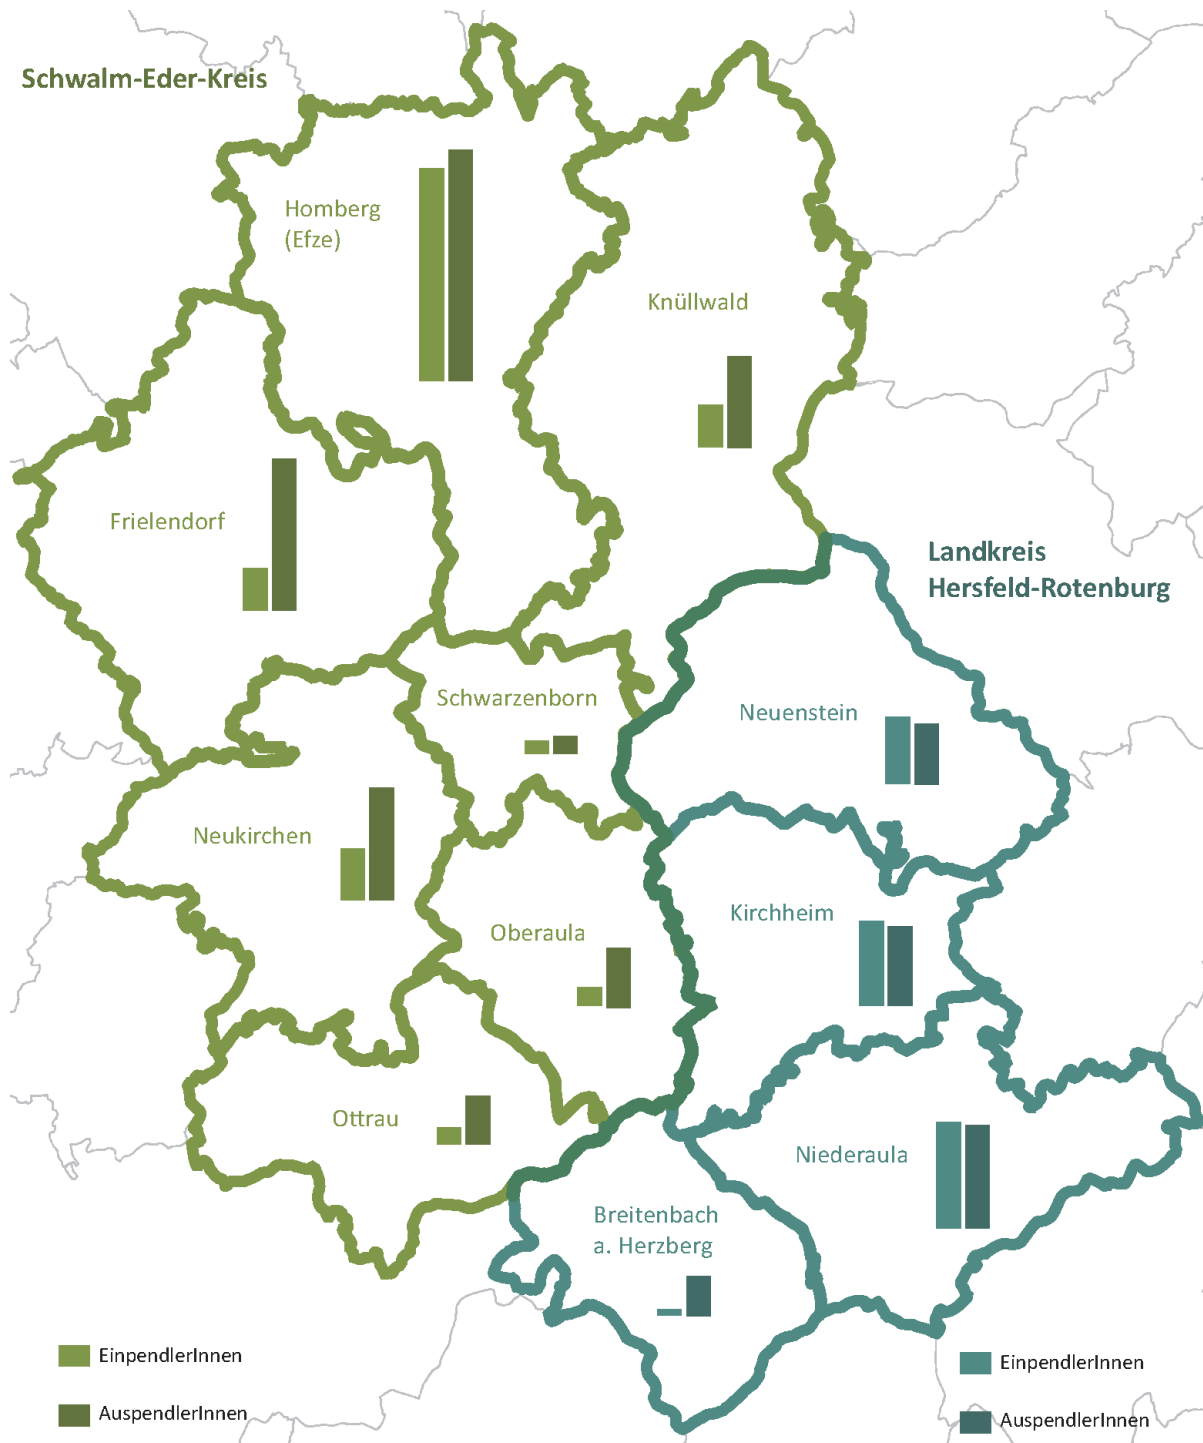 Schwalm-Eder-Kreis
Homberg
(Efze)
Knüllwald
Frielendorf
Landkreis
Hersfeld-Rotenburg
Schwarzenborn
Neuenstein
Neukirchen
Kirchheim
Oberaula
Ottrau
Niederaula
Breitenbach
a. Herzberg
EinpendlerInnen
AuspendlerInnen
EinpendlerInnen
AuspendlerInnen